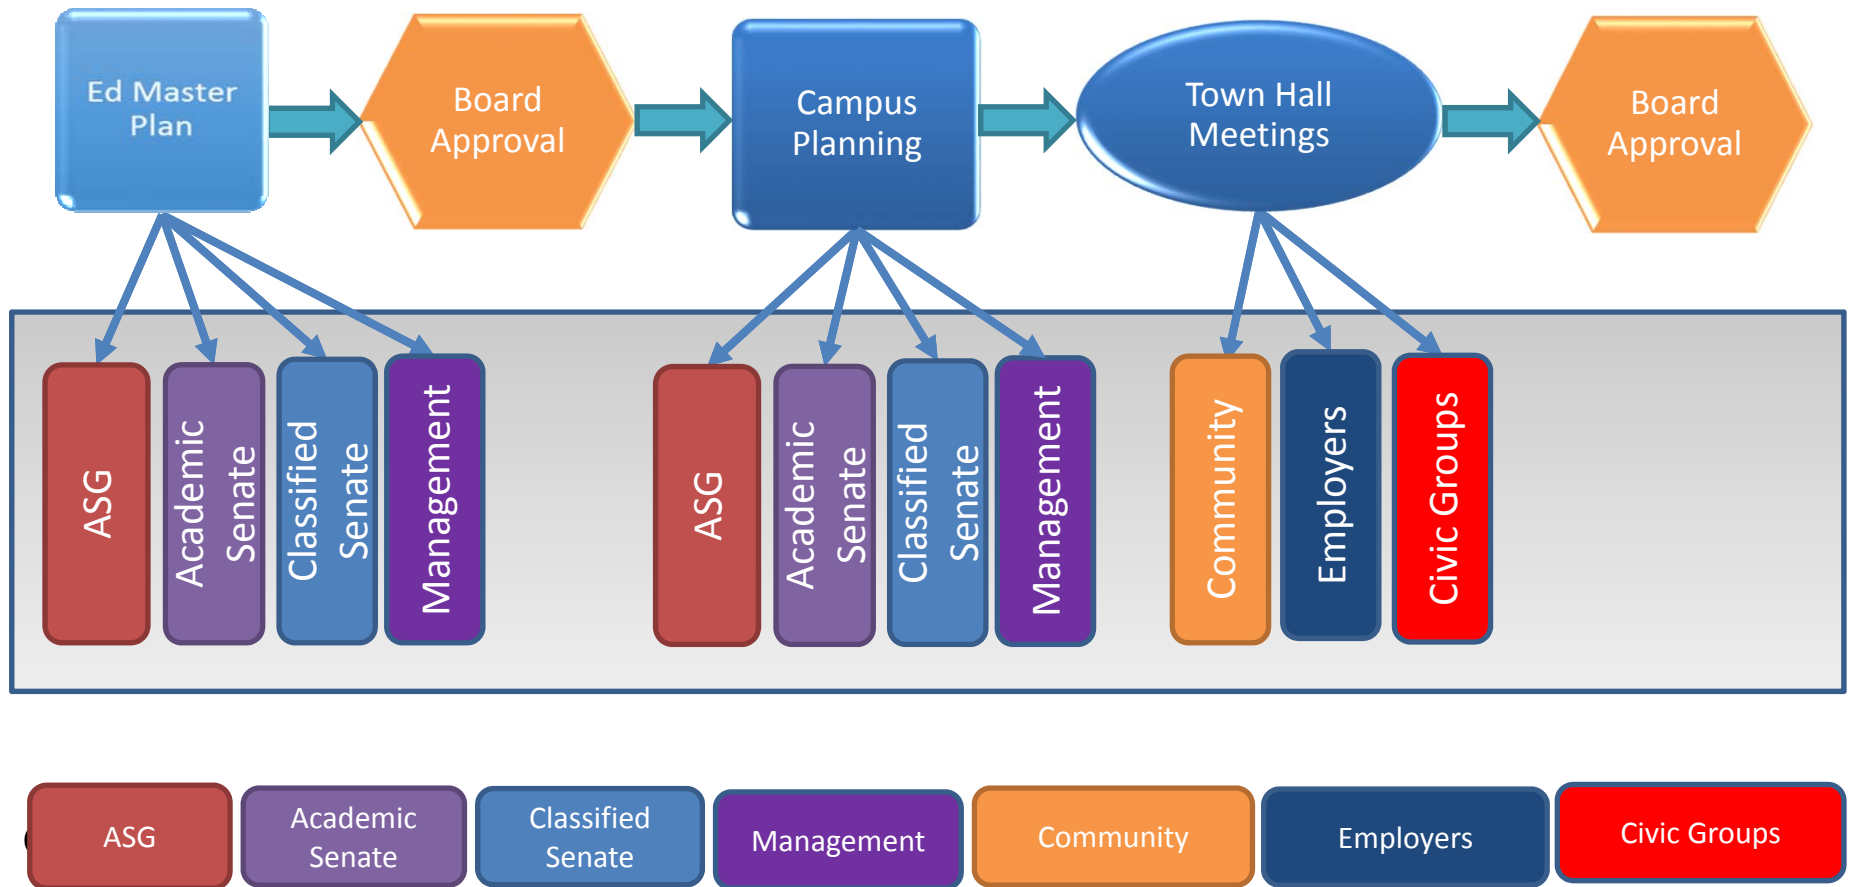 Ed Master
Plan
Board
Approval
Campus
Planning
Town Hall
Meetings
Board
Approval
ASG
Academic
Senate
Classified
Senate
Management
ASG
Academic
Senate
Classified
Senate
Management
Community
Employers
Civic Groups
ASG
Academic
Senate
Classified
Senate
Management
Community
Employers
Civic Groups